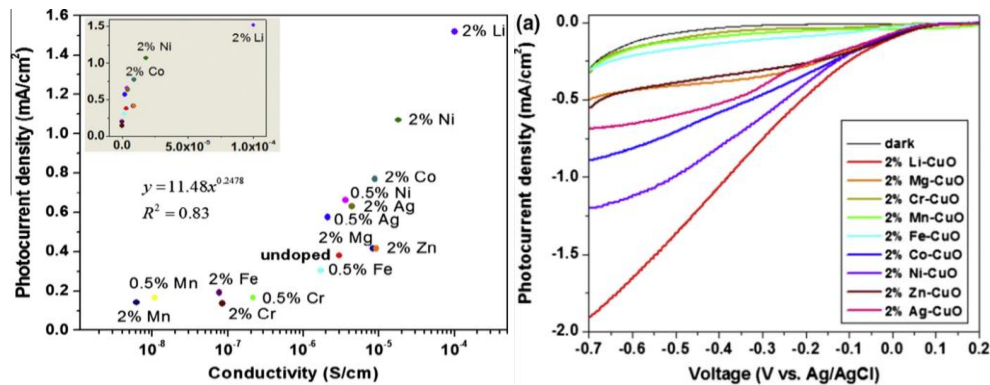 1.6
1.4
1.2
1.0
0.8
0.6
0.4
0.2
0.0
Photocurrent density (mA/cm²)
1.5
1.0
0.5
0.0
0.0
5.0x10⁻⁵
1.0x10⁻⁴
2% Ni
2% Li
2% Co
2% Li
2% Ni
2% Co
0.5% Ni
2% Ag
0.5% Ag
2% Mg
2% Zn
undoped
0.5% Fe
0.5% Mn
2% Fe
0.5% Cr
2% Mn
2% Cr
y = 11.48x^0.2478
R² = 0.83
10⁻⁸
10⁻⁷
10⁻⁶
10⁻⁵
10⁻⁴
Conductivity (S/cm)
(a)
0.0
-0.5
-1.0
-1.5
-2.0
Photocurrent density (mA/cm²)
dark
2% Li-CuO
2% Mg-CuO
2% Cr-CuO
2% Mn-CuO
2% Fe-CuO
2% Co-CuO
2% Ni-CuO
2% Zn-CuO
2% Ag-CuO
-0.7 -0.6 -0.5 -0.4 -0.3 -0.2 -0.1 0.0 0.1 0.2
Voltage (V vs. Ag/AgCl)